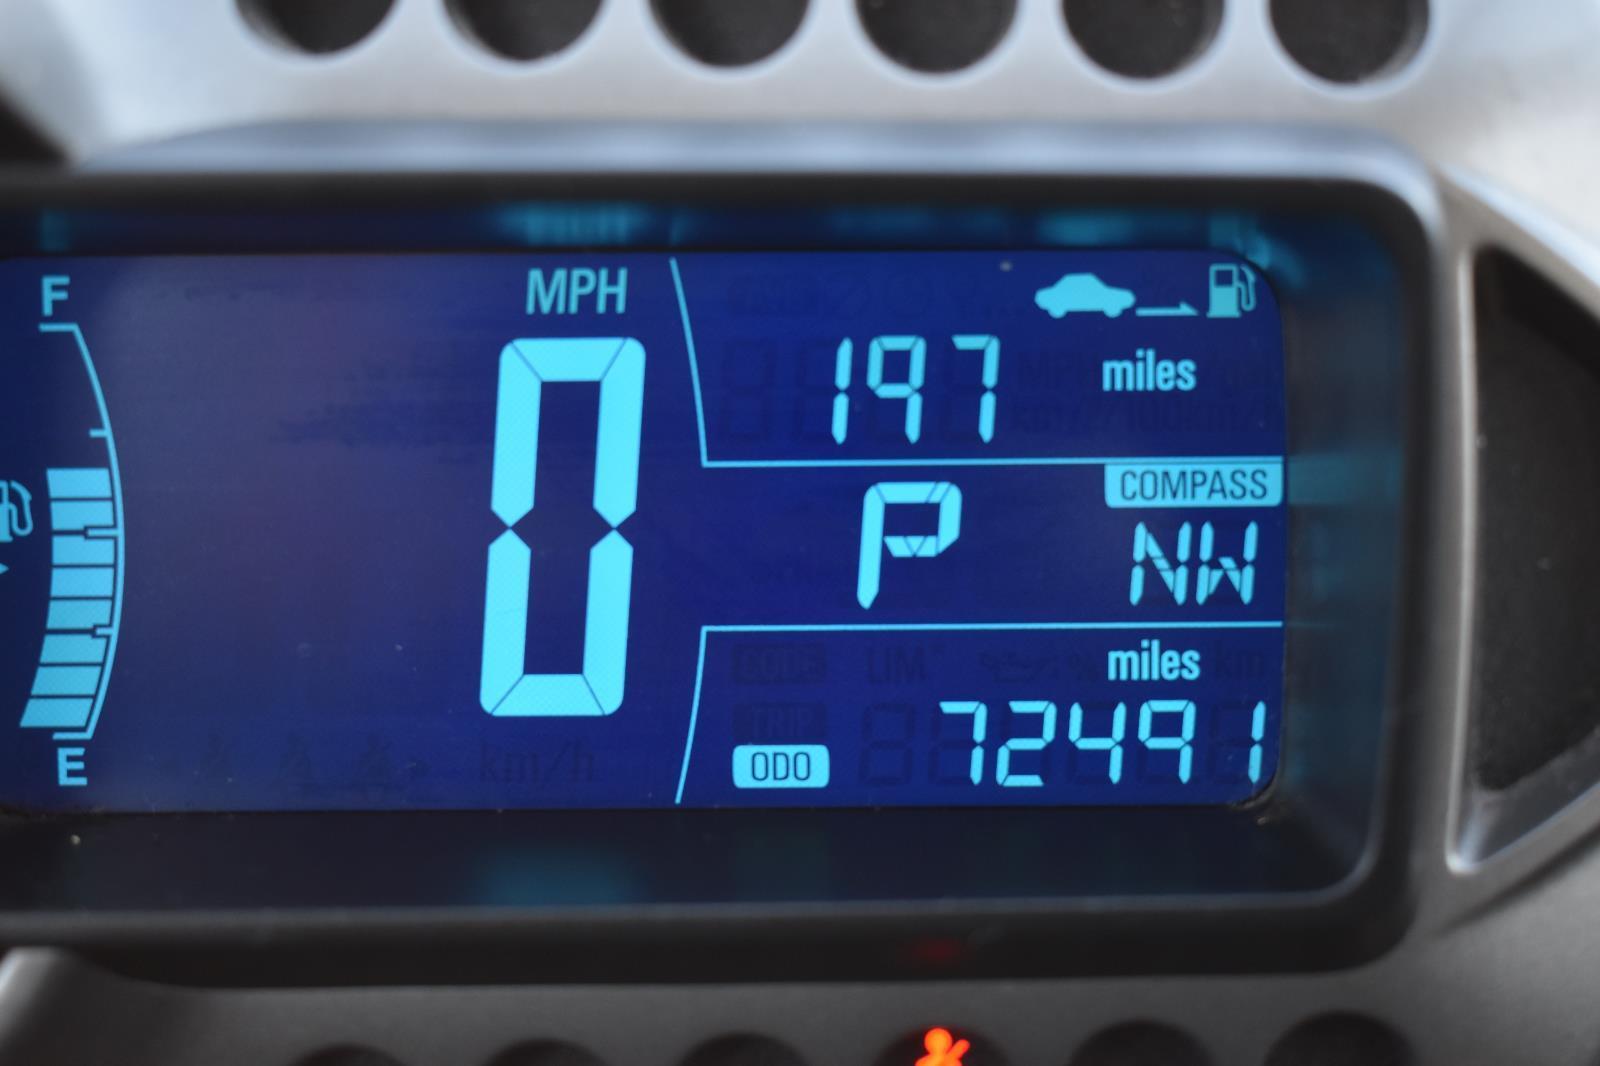 F
MPH
0
E
197 miles
COMPASS
P NW
miles
ODO 72491